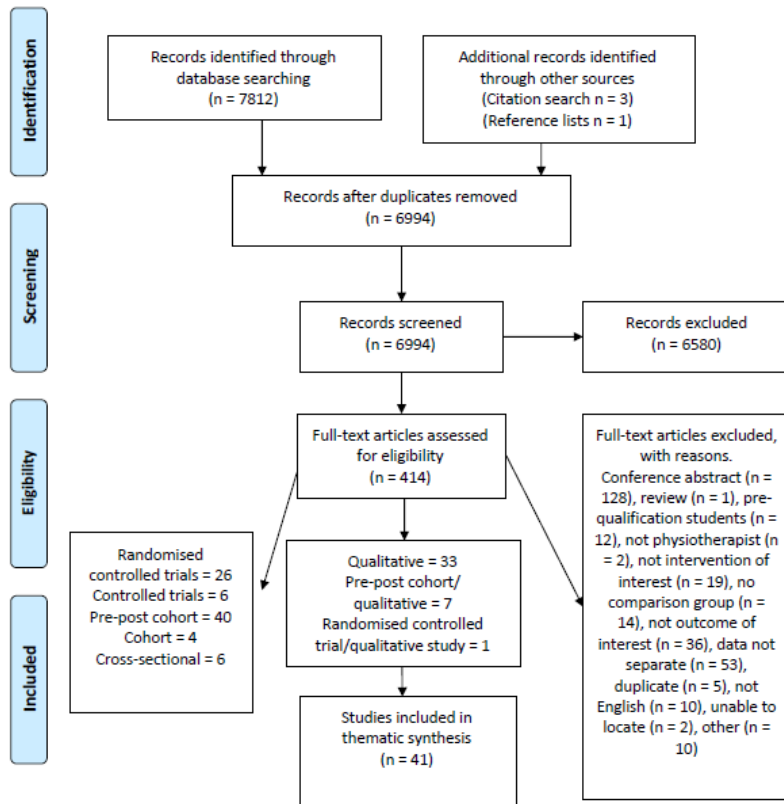 Identification
Records identified through
database searching
(n = 7812)
Additional records identified
through other sources
(Citation search n = 3)
(Reference lists n = 1)
Records after duplicates removed
(n = 6994)
Screening
Records screened
(n = 6994)
Records excluded
(n = 6580)
Eligibility
Full-text articles assessed
for eligibility
(n = 414)
Full-text articles excluded,
with reasons.
Conference abstract (n =
128), review (n = 1), pre-
qualification students (n =
12), not physiotherapist (n
= 2), not intervention of
interest (n = 19), no
comparison group (n =
14), not outcome of
interest (n = 36), data not
separate (n = 53),
duplicate (n = 5), not
English (n = 10), unable to
locate (n = 2), other (n =
10)
Randomised
controlled trials = 26
Controlled trials = 6
Pre-post cohort = 40
Cohort = 4
Cross-sectional = 6
Qualitative = 33
Pre-post cohort/
qualitative = 7
Randomised controlled
trial/qualitative study = 1
Included
Studies included in
thematic synthesis
(n = 41)